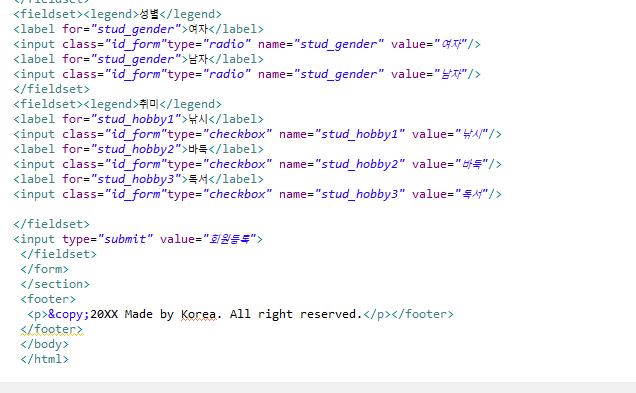 </fieldset>
<fieldset><legend>성별</legend>
<label for="stud_gender">여자</label>
<input class="id_form"type="radio" name="stud_gender" value="여자"/>
<label for="stud_gender">남자</label>
<input class="id_form"type="radio" name="stud_gender" value="남자"/>
</fieldset>
<fieldset><legend>취미</legend>
<label for="stud_hobby1">낚시</label>
<input class="id_form"type="checkbox" name="stud_hobby1" value="낚시"/>
<label for="stud_hobby2">바둑</label>
<input class="id_form"type="checkbox" name="stud_hobby2" value="바둑"/>
<label for="stud_hobby3">독서</label>
<input class="id_form"type="checkbox" name="stud_hobby3" value="독서"/>
</fieldset>
<input type="submit" value="회원등록">
</fieldset>
</form>
</section>
<footer>
<p>&copy;20XX Made by Korea. All right reserved.</p></footer>
</footer>
</body>
</html>